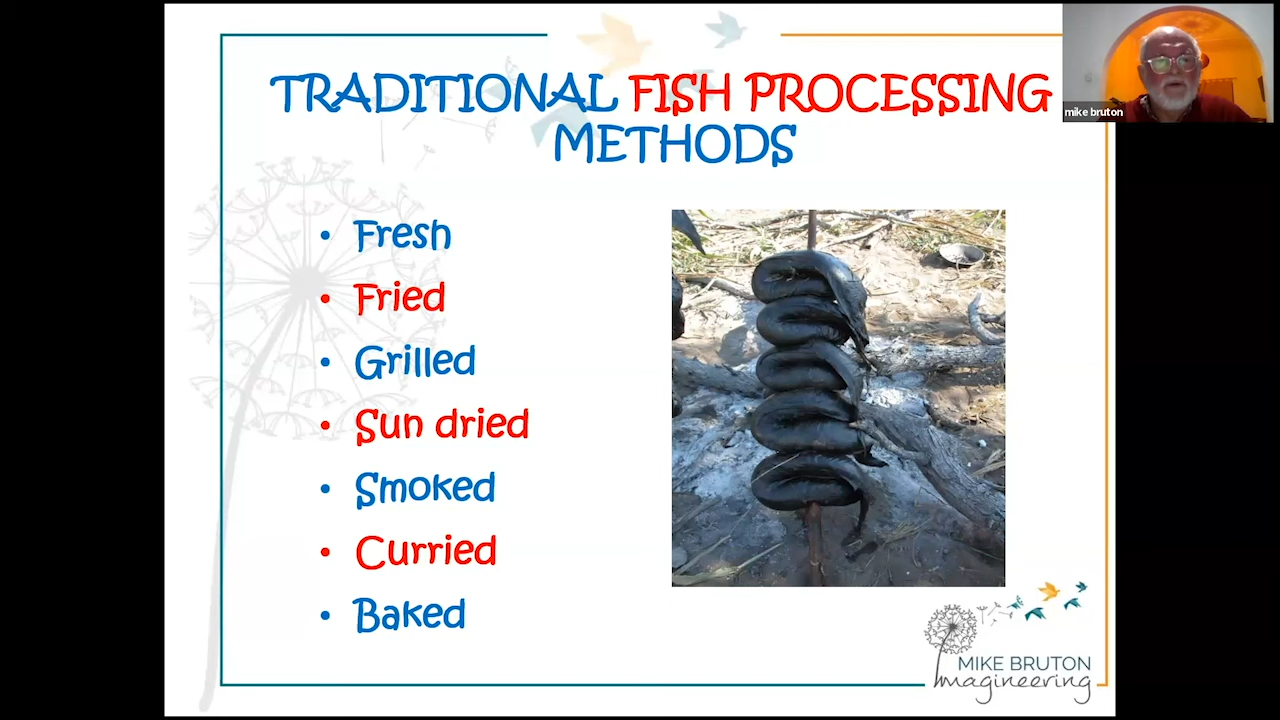 TRADITIONAL FISH PROCESSING
METHODS
mike bruton
• Fresh
• Fried
• Grilled
• Sun dried
• Smoked
• Curried
• Baked
MIKE BRUTON
Imagineering